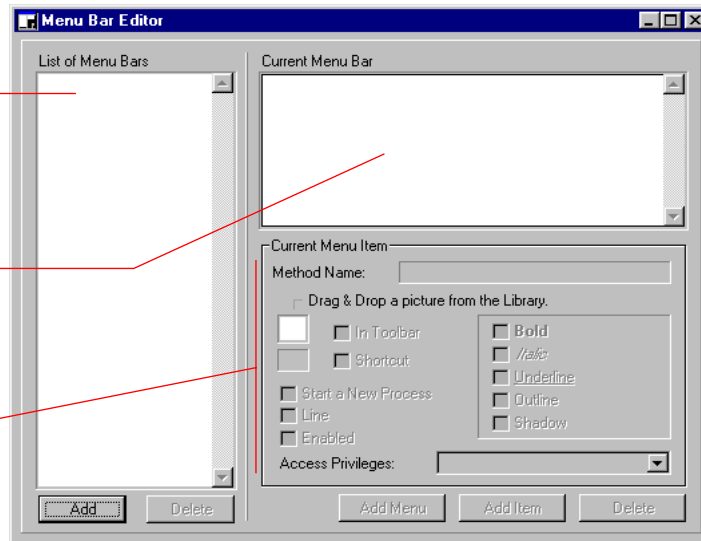 Menu Bar Editor
List of Menu Bars
Current Menu Bar
Current Menu Item
Method Name:
Drag & Drop a picture from the Library.
In Toolbar
Shortcut
Start a New Process
Line
Enabled
Bold
Italic
Underline
Outline
Shadow
Access Privileges:
Add
Delete
Add Menu
Add Item
Delete